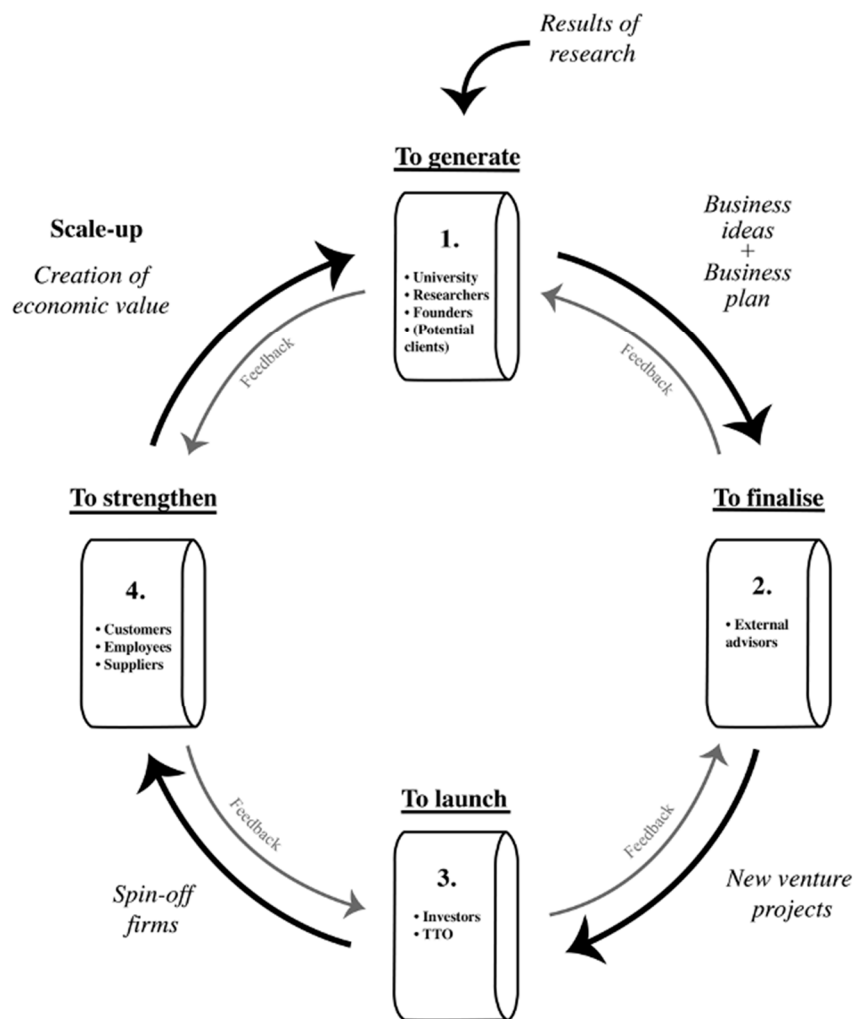 Results of
research
To generate
1.
• University
• Researchers
• Founders
• (Potential
clients)
Business
ideas
+
Business
plan
Feedback
To finalise
2.
• External
advisors
Feedback
New venture
projects
To launch
3.
• Investors
• TTO
Feedback
Spin-off
firms
To strengthen
4.
• Customers
• Employees
• Suppliers
Feedback
Scale-up
Creation of
economic value